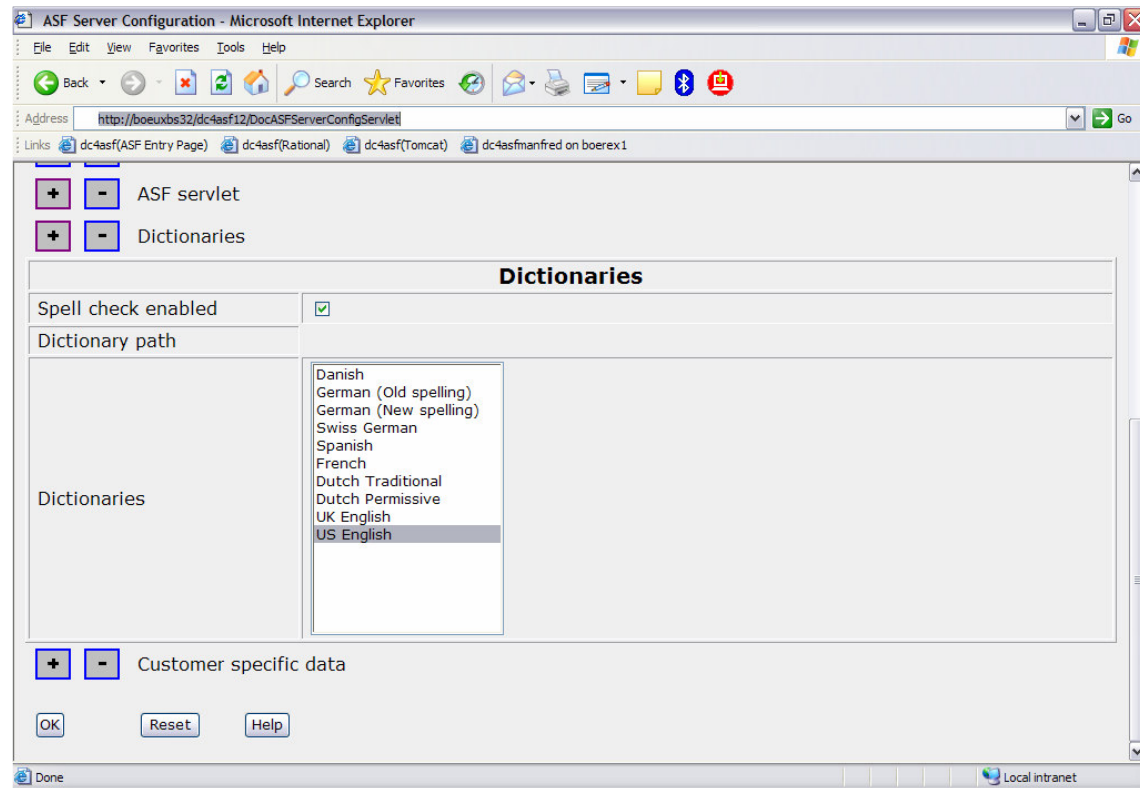 ASF Server Configuration - Microsoft Internet Explorer
File Edit View Favorites Tools Help
Back Search Favorites
Address http://boeuxbs32/dc4asf12/DocASFServerConfigServlet Go
Links dc4asf(ASF Entry Page) dc4asf(Rational) dc4asf(Tomcat) dc4asfmanfred on boerex1
+ - ASF servlet
+ - Dictionaries
Dictionaries
Spell check enabled
Dictionary path
Dictionaries
Danish
German (Old spelling)
German (New spelling)
Swiss German
Spanish
French
Dutch Traditional
Dutch Permissive
UK English
US English
+ - Customer specific data
OK Reset Help
Done Local intranet